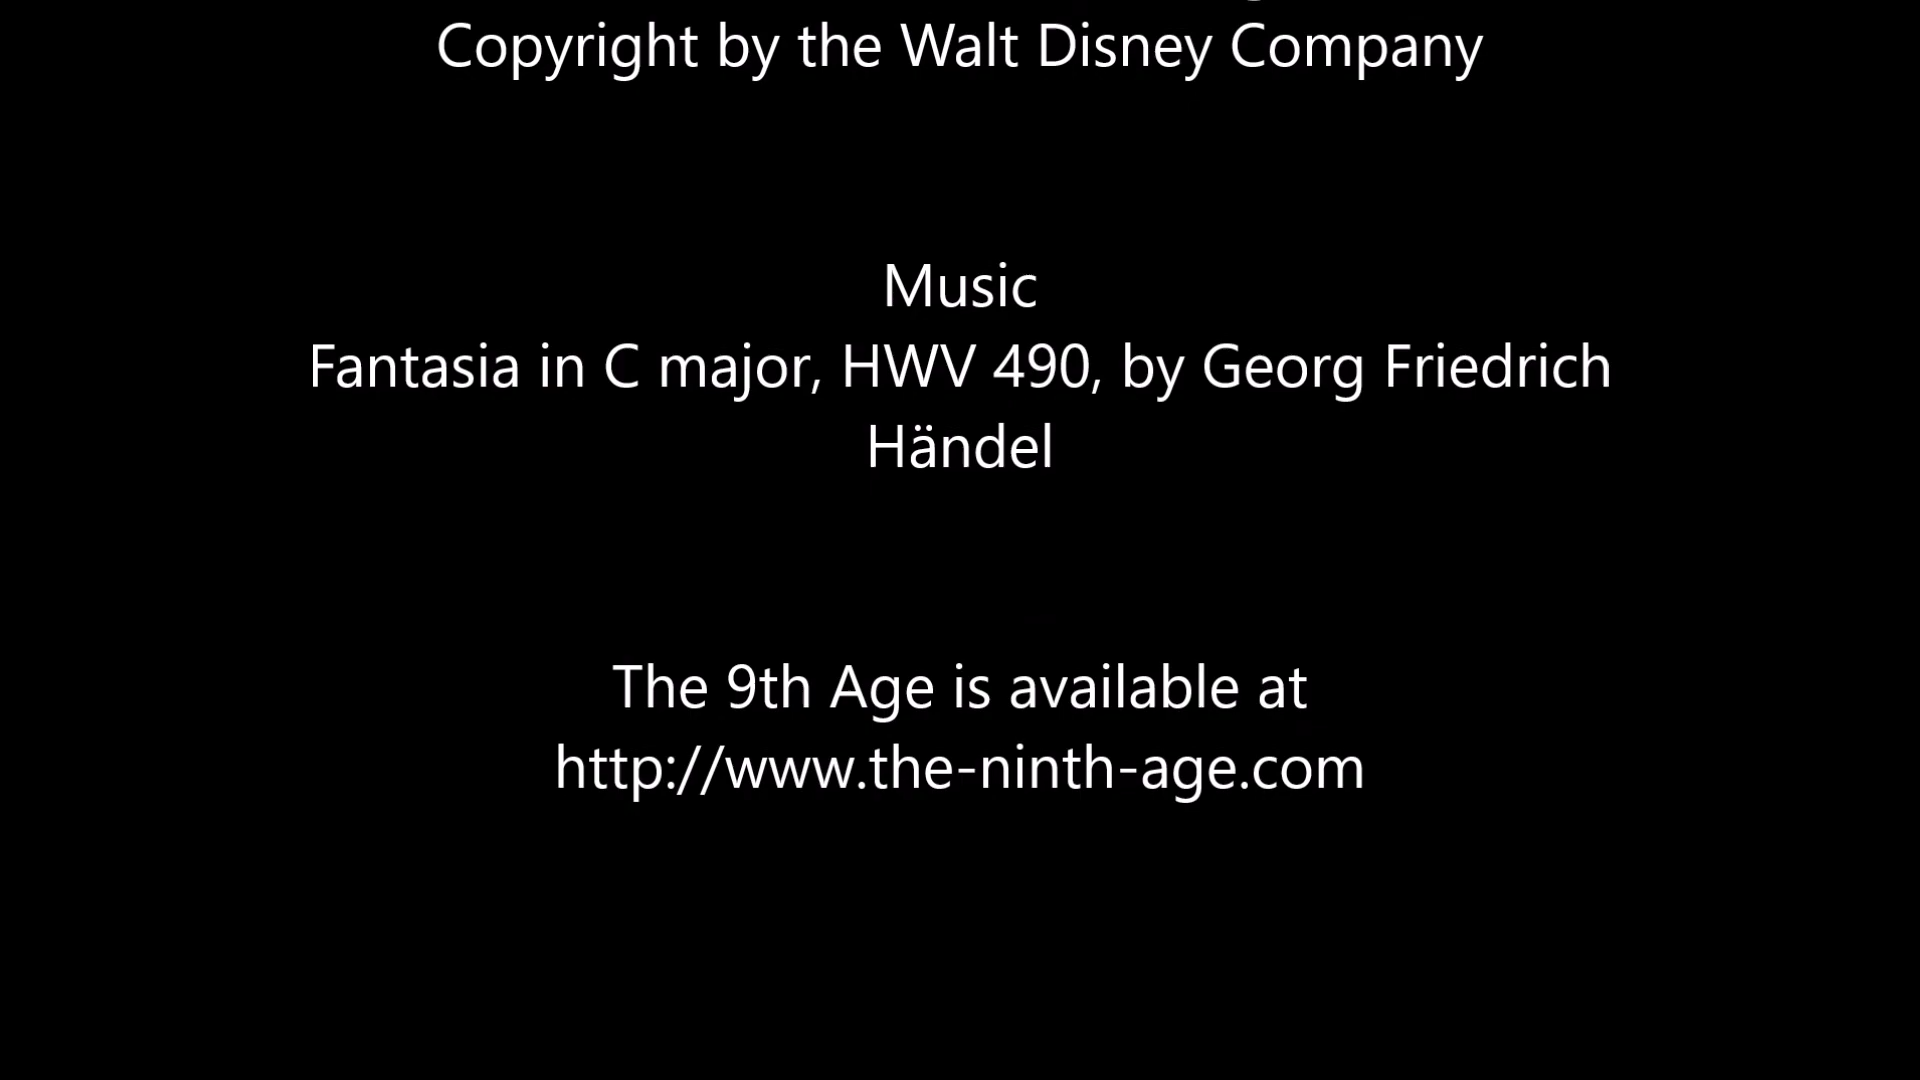 Copyright by the Walt Disney Company
Music
Fantasia in C major, HWV 490, by Georg Friedrich
Händel
The 9th Age is available at
http://www.the-ninth-age.com